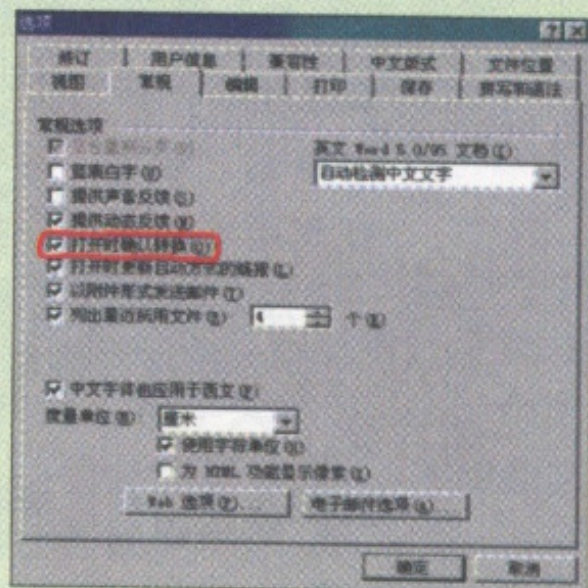 选项
修订 用户信息 兼容性 中文版式 文件位置
视图 常规 编辑 打印 保存 拼写和语法
常规选项
英文 Word 6.0/95 文档(I)
蓝底白字(U)
自动检测中文文字
提供声音反馈(S)
提供动态反馈(M)
打开时确认转换(O)
打开时更新自动方式的链接(L)
以附件形式发送邮件(T)
列出最近所用文件(R) 4 个(E)
中文字体也应用于西文(F)
度量单位(M) 厘米
使用字符单位(X)
为 HTML 功能显示像素(Q)
Web 选项(P)... 电子邮件选项(A)...
确定 取消